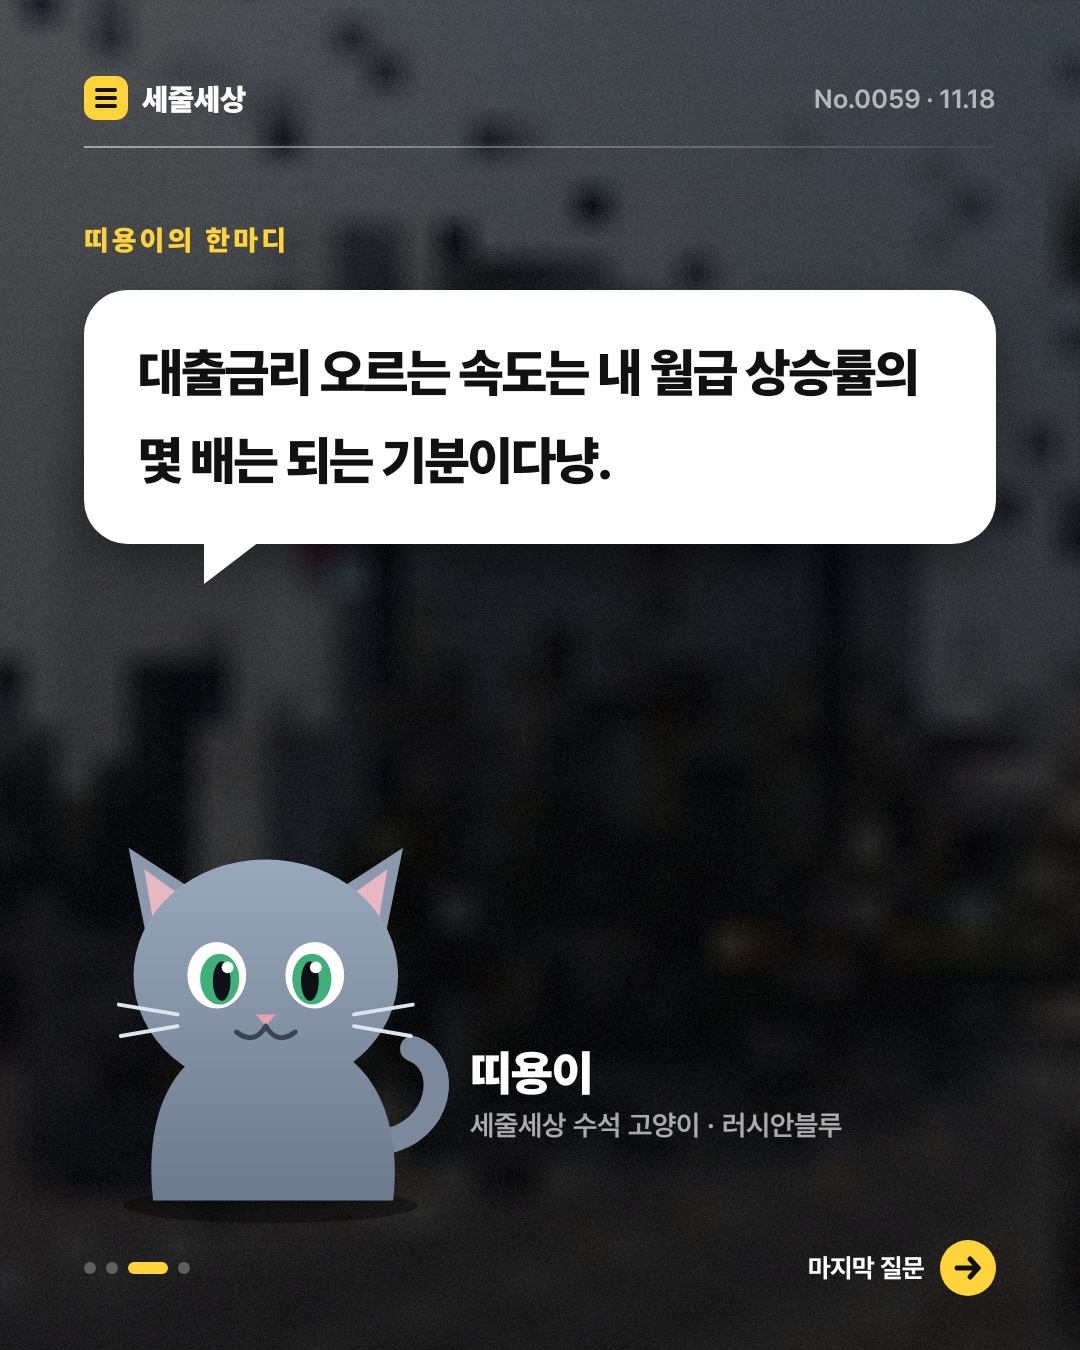 세줄세상
No.0059 · 11.18
띠용이의 한마디
대출금리 오르는 속도는 내 월급 상승률의
몇 배는 되는 기분이다냥.
띠용이
세줄세상 수석 고양이 · 러시안블루
마지막 질문